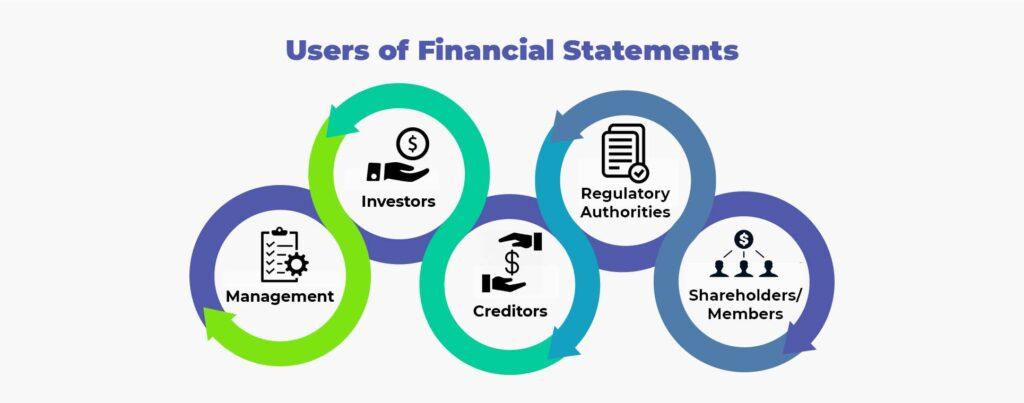 Users of Financial Statements
Management
Investors
$
Creditors
$
Regulatory
Authorities
Shareholders/
Members
$